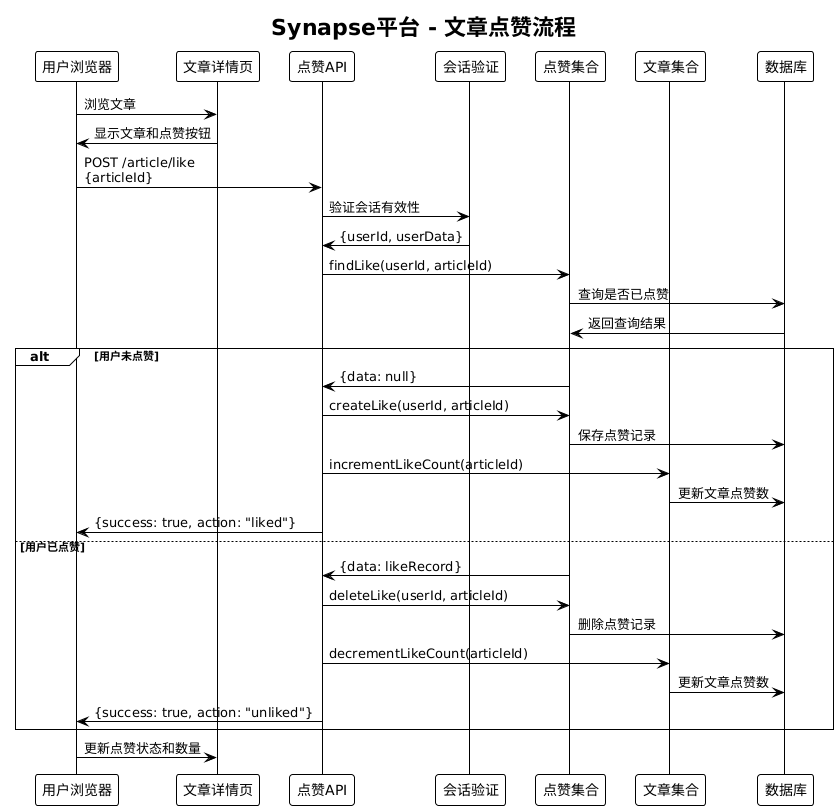 Synapse平台 - 文章点赞流程
用户浏览器 文章详情页 点赞API 会话验证 点赞集合 文章集合 数据库
浏览文章
显示文章和点赞按钮
POST /article/like
{articleId}
验证会话有效性
{userId, userData}
findLike(userId, articleId)
查询是否已点赞
返回查询结果
alt [用户未点赞]
{data: null}
createLike(userId, articleId)
保存点赞记录
incrementLikeCount(articleId)
更新文章点赞数
{success: true, action: "liked"}
[用户已点赞]
{data: likeRecord}
deleteLike(userId, articleId)
删除点赞记录
decrementLikeCount(articleId)
更新文章点赞数
{success: true, action: "unliked"}
更新点赞状态和数量
用户浏览器 文章详情页 点赞API 会话验证 点赞集合 文章集合 数据库